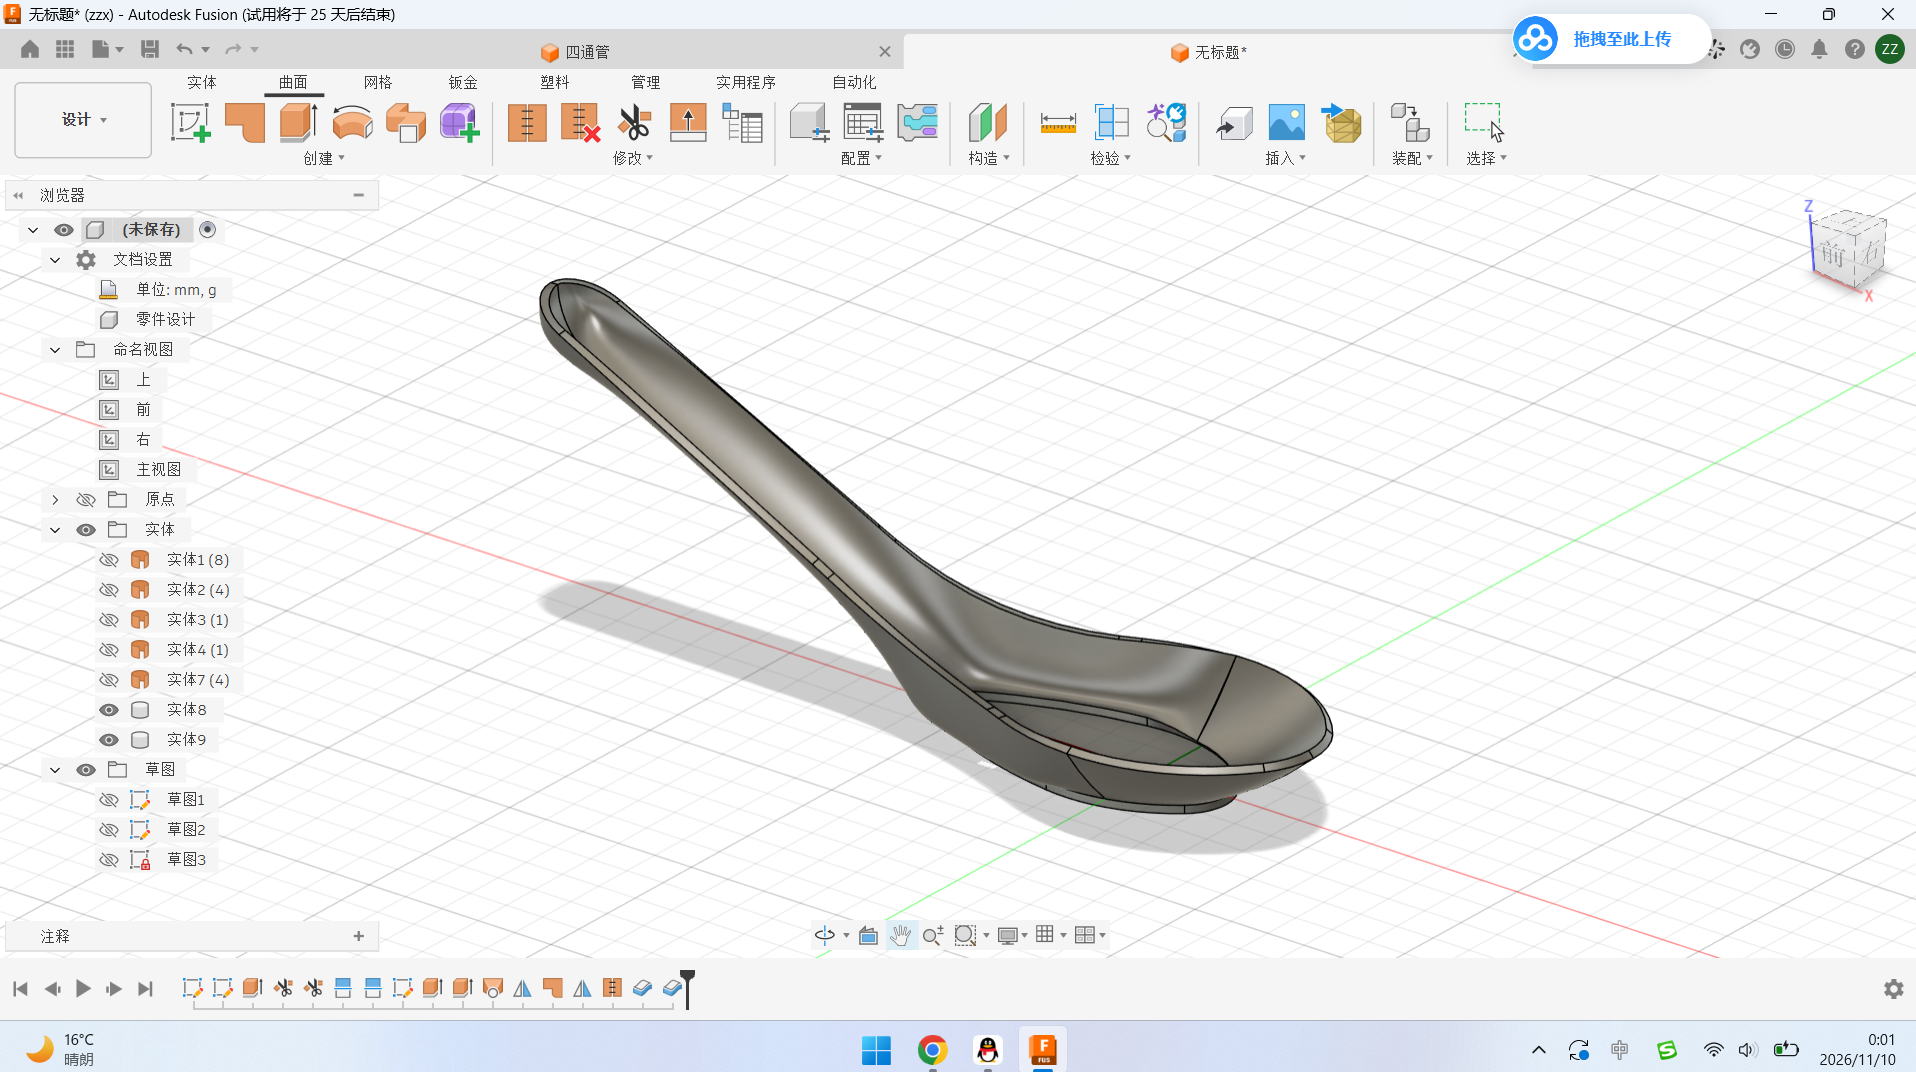 无标题* (zzx) - Autodesk Fusion (试用将于 25 天后结束)
四通管
无标题*
拖拽至此上传
ZZ
实体
曲面
网格
钣金
塑料
管理
实用程序
自动化
设计
创建
修改
配置
构造
检验
插入
装配
选择
浏览器
(未保存)
文档设置
单位: mm, g
零件设计
命名视图
上
前
右
主视图
原点
实体
实体1 (8)
实体2 (4)
实体3 (1)
实体4 (1)
实体7 (4)
实体8
实体9
草图
草图1
草图2
草图3
Z
前
右
X
注释
16°C
晴朗
F
FUS
中
0:01
2026/11/10